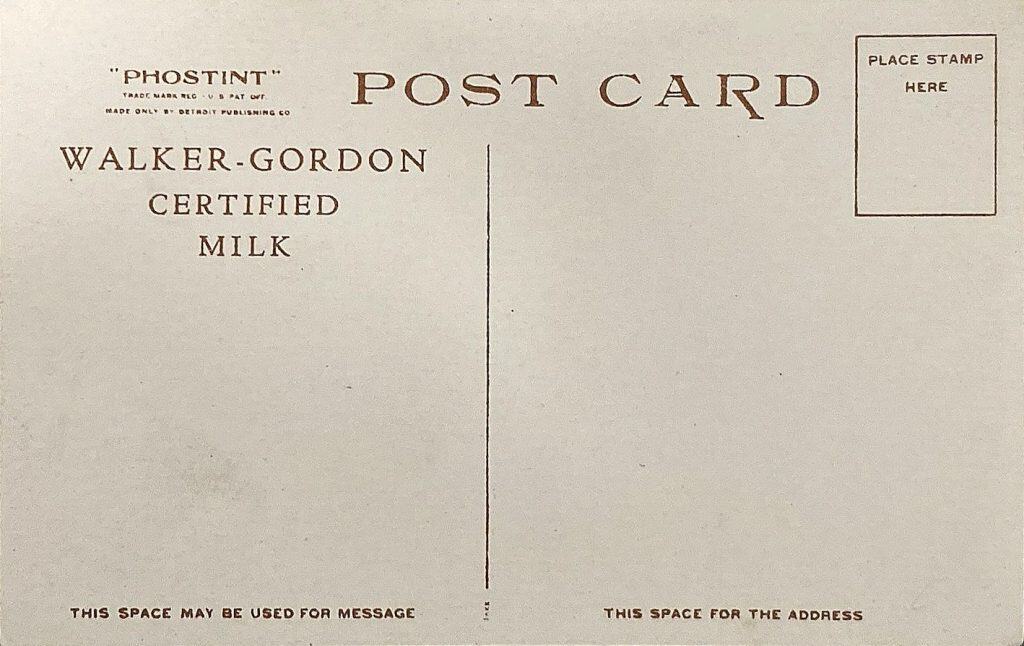 "PHOSTINT"
TRADE MARK REG. U S PAT OFF.
MADE ONLY BY DETROIT PUBLISHING CO
POST CARD
PLACE STAMP
HERE
WALKER-GORDON
CERTIFIED
MILK
THIS SPACE MAY BE USED FOR MESSAGE
THIS SPACE FOR THE ADDRESS